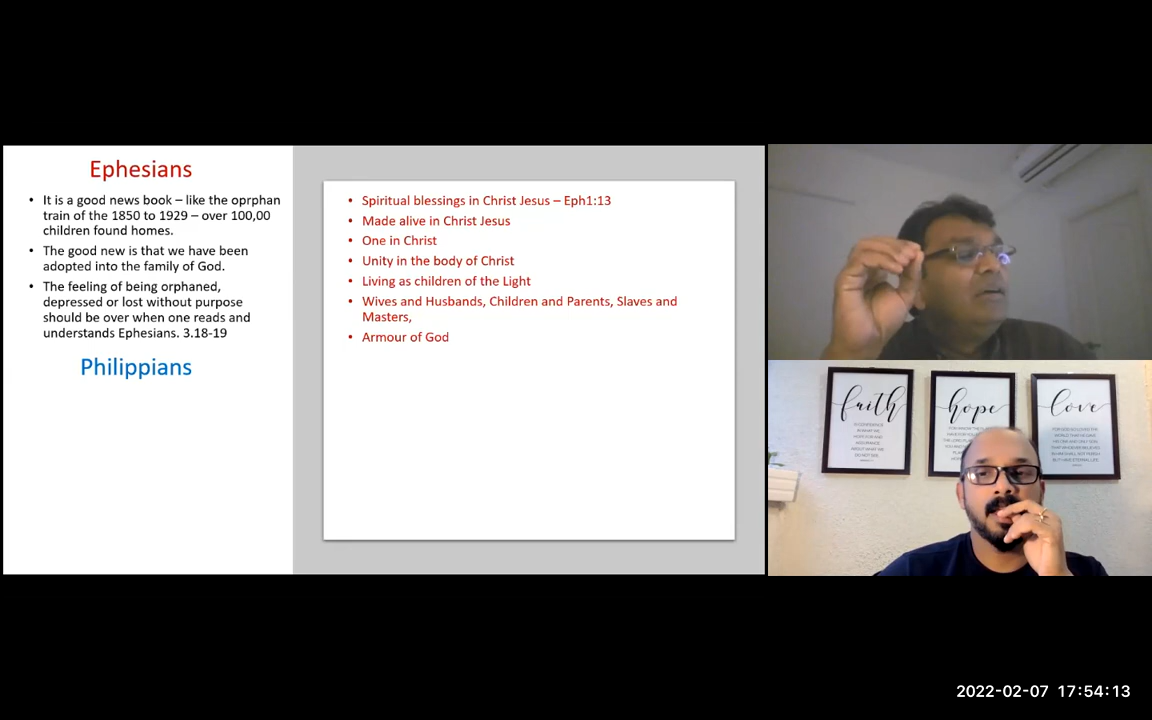 Ephesians
• It is a good news book – like the oprphan
train of the 1850 to 1929 – over 100,00
children found homes.
• The good new is that we have been
adopted into the family of God.
• The feeling of being orphaned,
depressed or lost without purpose
should be over when one reads and
understands Ephesians. 3.18-19
Philippians
• Spiritual blessings in Christ Jesus – Eph1:13
• Made alive in Christ Jesus
• One in Christ
• Unity in the body of Christ
• Living as children of the Light
• Wives and Husbands, Children and Parents, Slaves and
Masters,
• Armour of God
faith
hope
love
2022-02-07 17:54:13